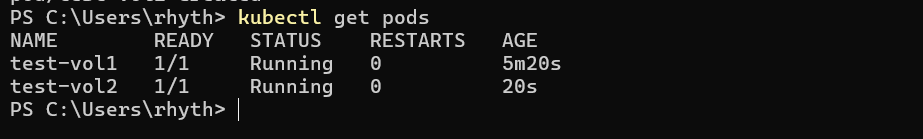 PS C:\Users\rhyth> kubectl get pods
NAME        READY   STATUS    RESTARTS   AGE
test-vol1   1/1     Running   0          5m20s
test-vol2   1/1     Running   0          20s
PS C:\Users\rhyth>